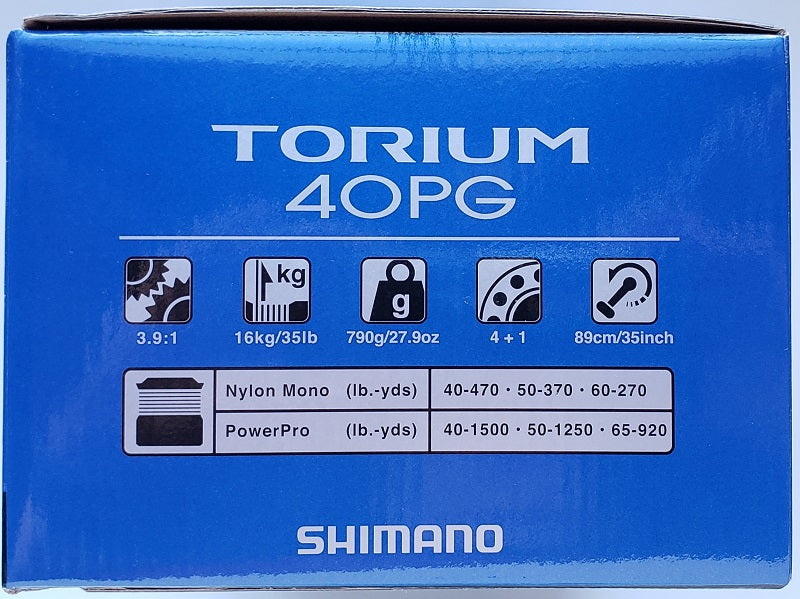 TORIUM
40PG
kg
g
3.9:1 16kg/35lb 790g/27.9oz 4+1 89cm/35inch
Nylon Mono (lb.-yds) 40-470・50-370・60-270
PowerPro (lb.-yds) 40-1500・50-1250・65-920
SHIMANO